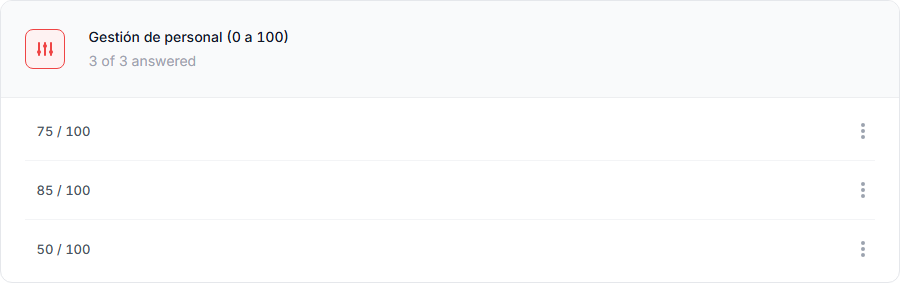 Gestión de personal (0 a 100)
3 of 3 answered
75 / 100
85 / 100
50 / 100